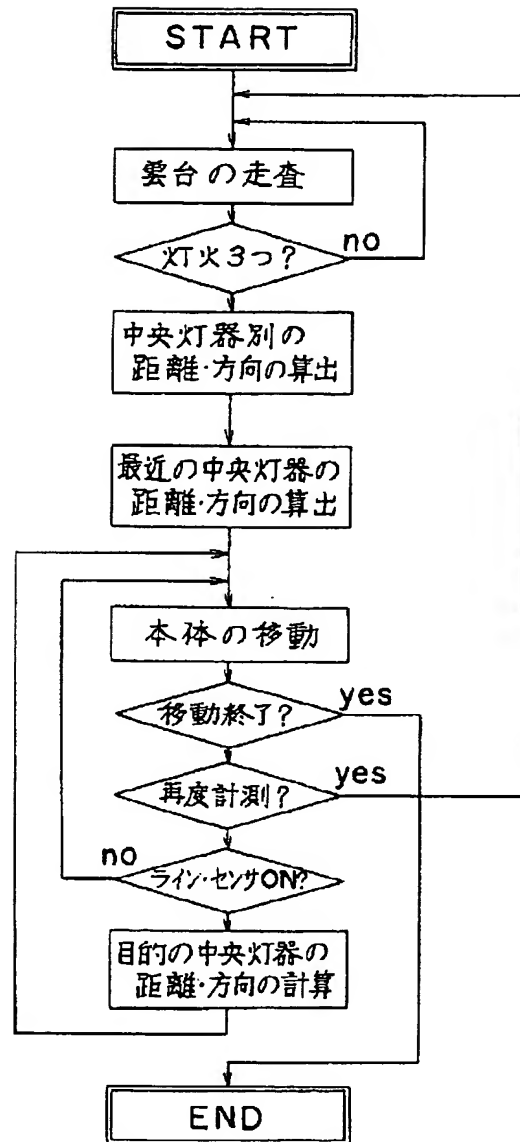 START
雲台の走査
灯火3つ?
no
中央灯器別の
距離・方向の算出
最近の中央灯器の
距離・方向の算出
本体の移動
移動終了?
yes
再度計測?
yes
ライン・センサON?
no
目的の中央灯器の
距離・方向の計算
END